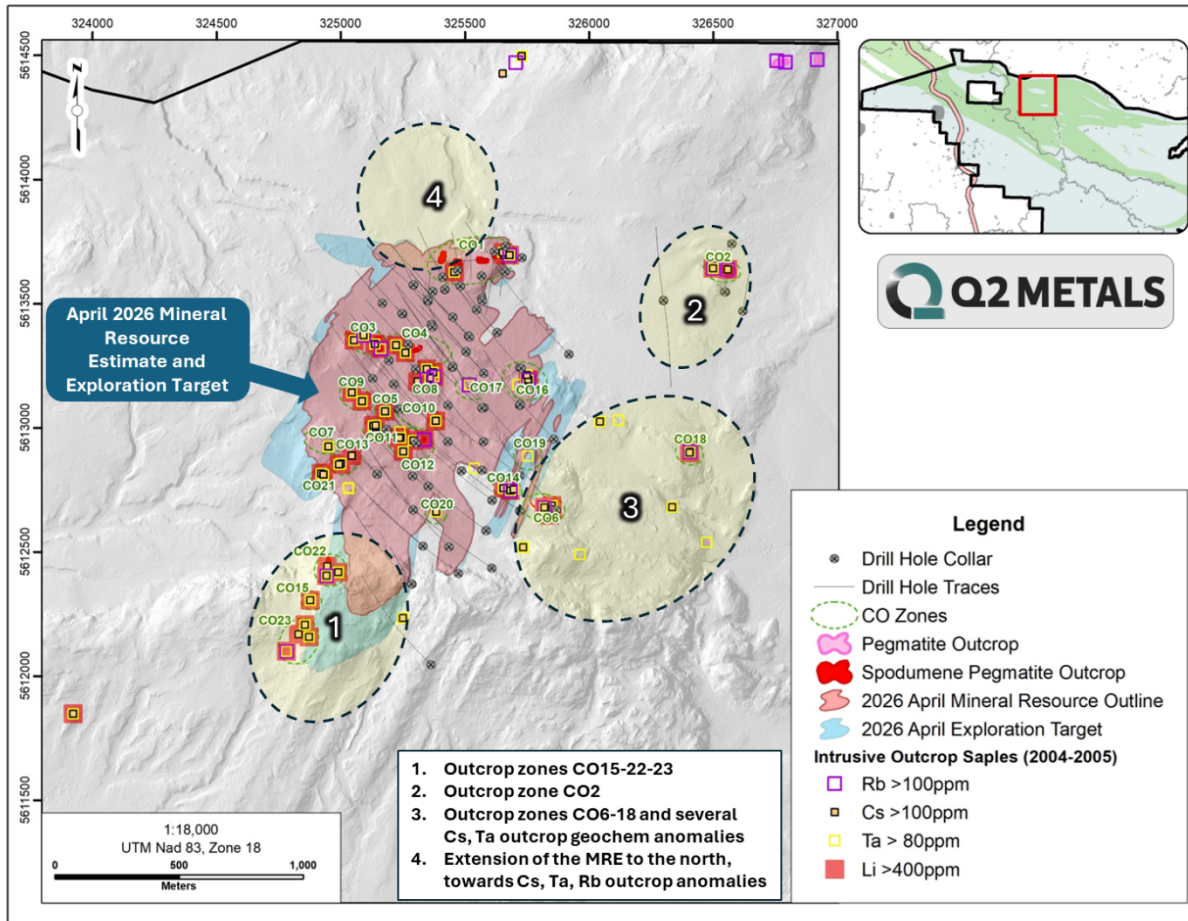 324000
324500
325000
325500
326000
326500
327000
5614500
5614000
5613500
5613000
5612500
5612000
5611500
N
4
CO1
CO2
2
Q2 METALS
April 2026 Mineral
Resource
Estimate and
Exploration Target
CO3
CO4
CO9
CO8
CO17
CO16
CO5
CO10
CO7
CO11
CO13
CO12
CO19
CO18
CO21
CO14
CO20
CO6
3
CO22
CO15
CO23
1
Legend
Drill Hole Collar
Drill Hole Traces
CO Zones
Pegmatite Outcrop
Spodumene Pegmatite Outcrop
2026 April Mineral Resource Outline
2026 April Exploration Target
Intrusive Outcrop Saples (2004-2005)
Rb >100ppm
Cs >100ppm
Ta > 80ppm
Li >400ppm
1. Outcrop zones CO15-22-23
2. Outcrop zone CO2
3. Outcrop zones CO6-18 and several
Cs, Ta outcrop geochem anomalies
4. Extension of the MRE to the north,
towards Cs, Ta, Rb outcrop anomalies
1:18,000
UTM Nad 83, Zone 18
0 500 1,000
Meters